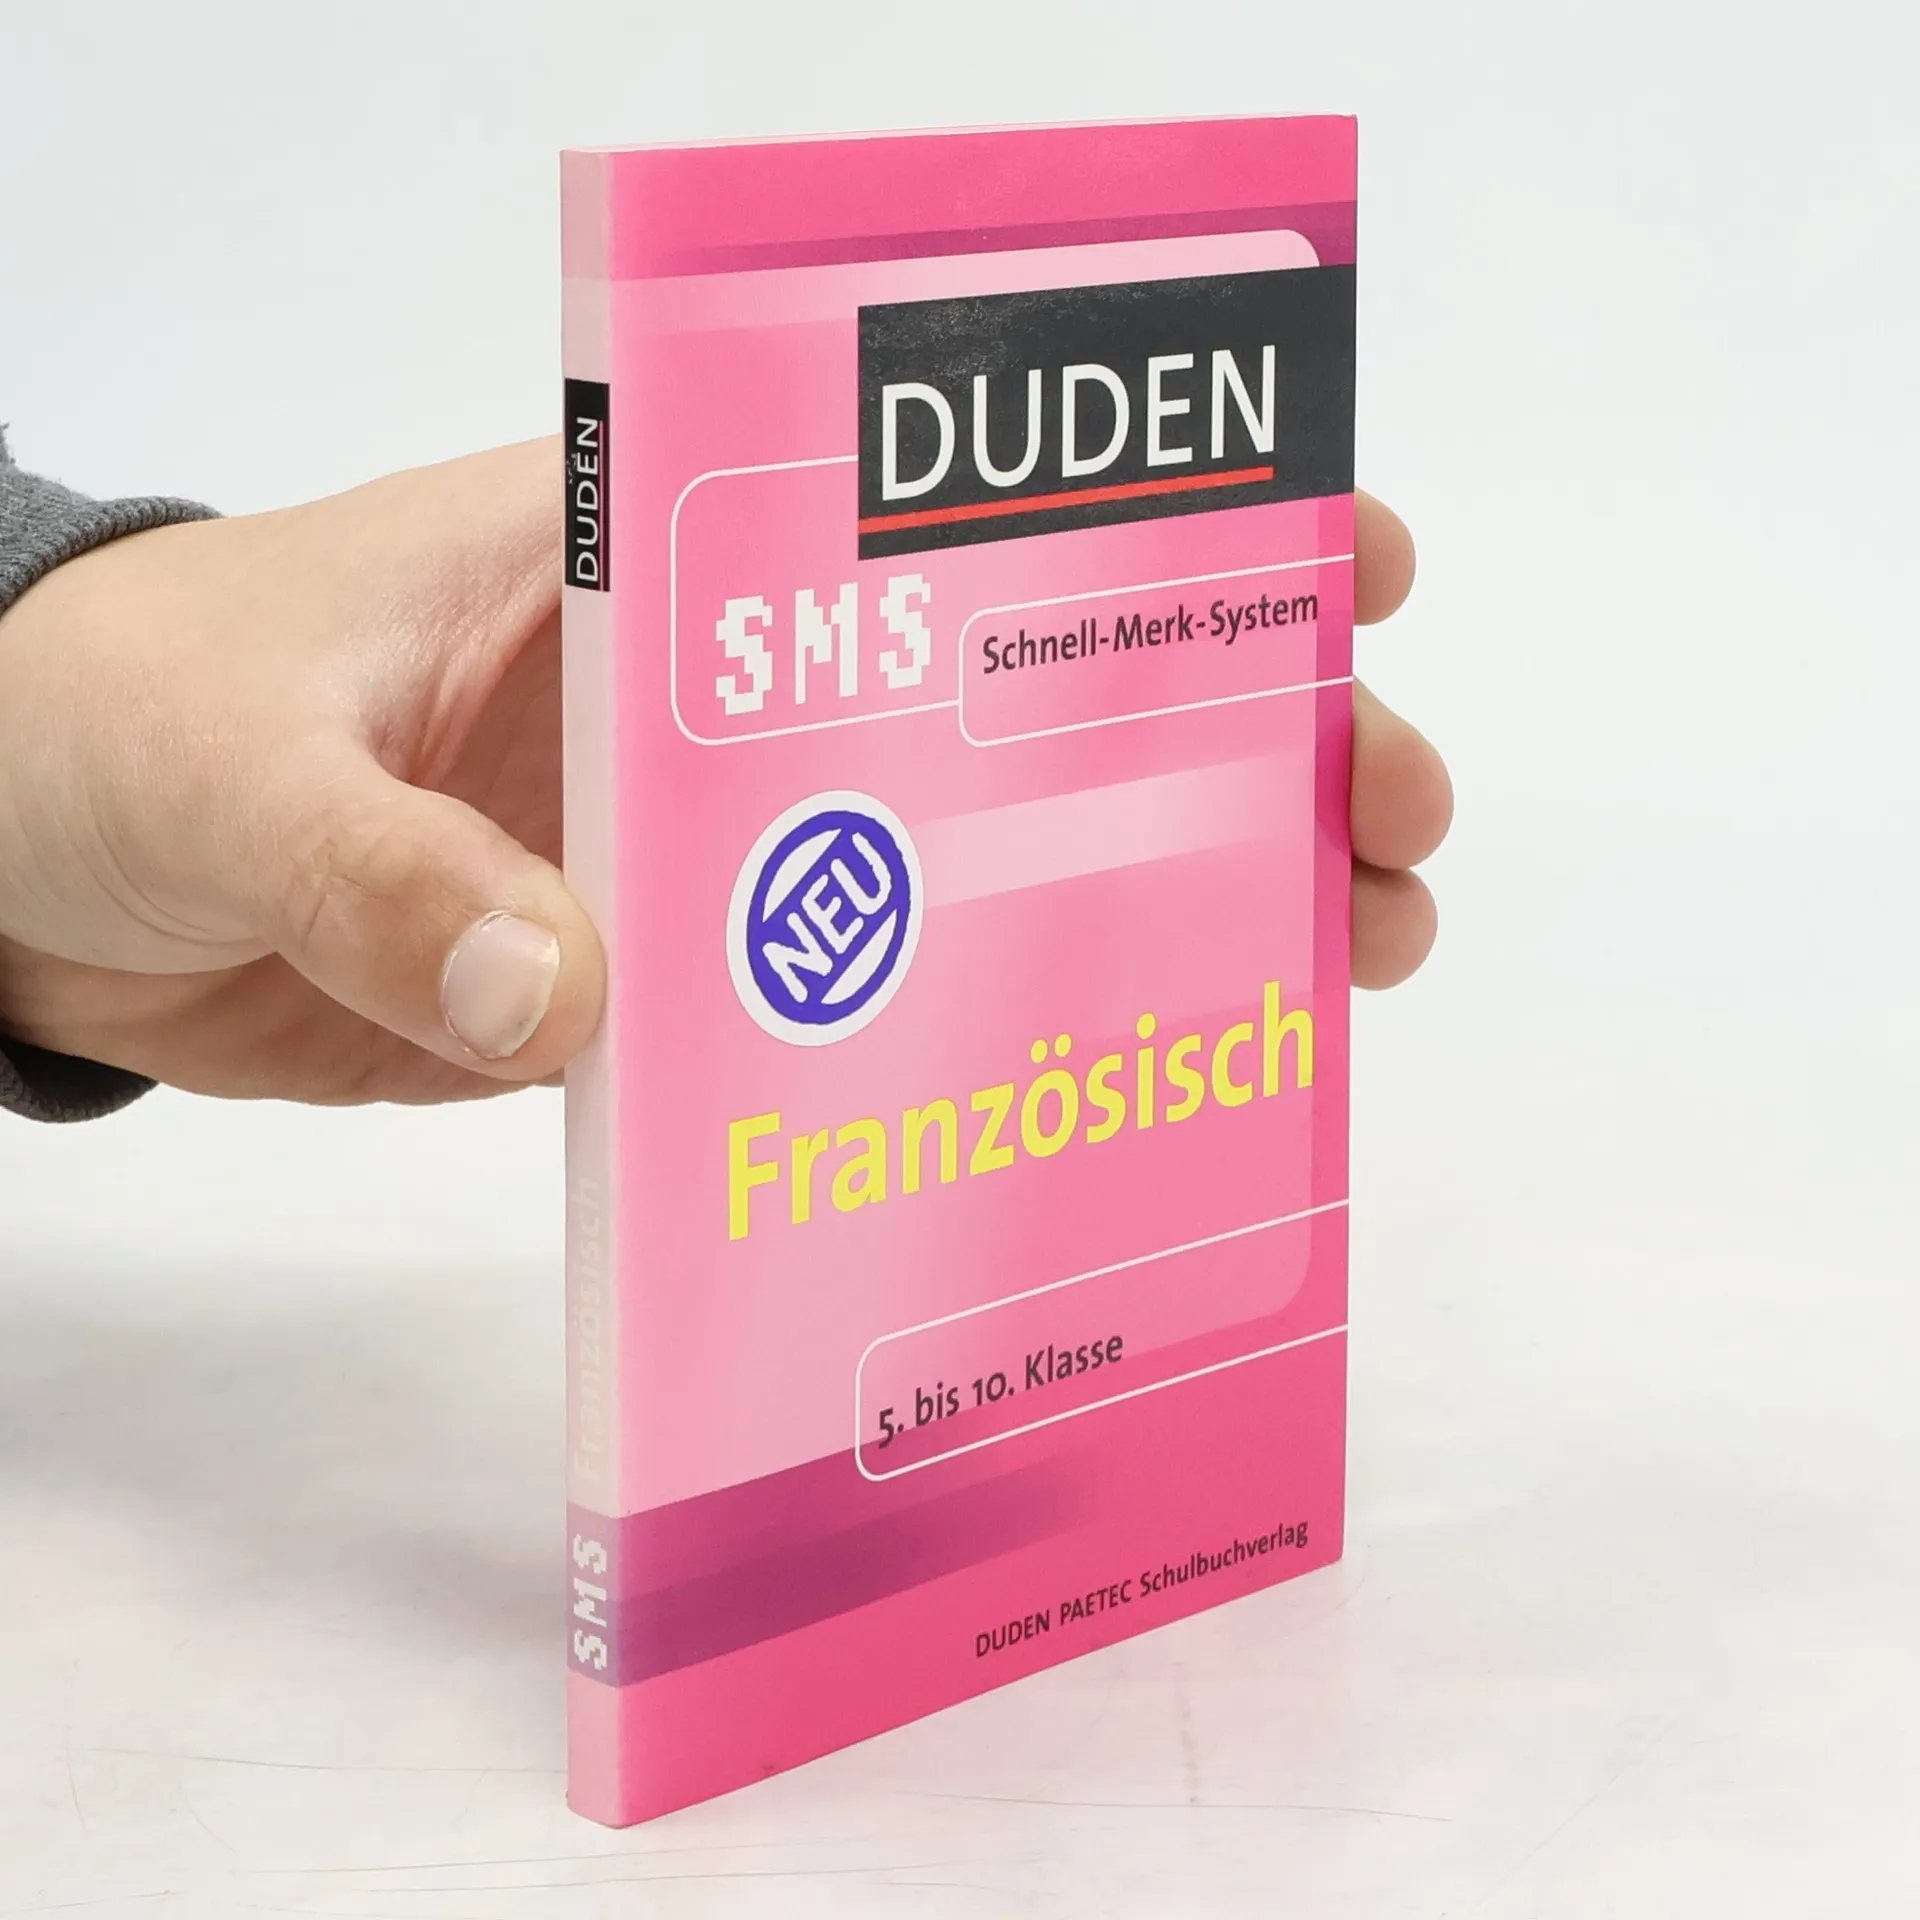 DUDEN
SMS
Schnell-Merk-System
NEU
Französisch
5. bis 10. Klasse
DUDEN PAETEC Schulbuchverlag
DUDEN
Französisch
SMS